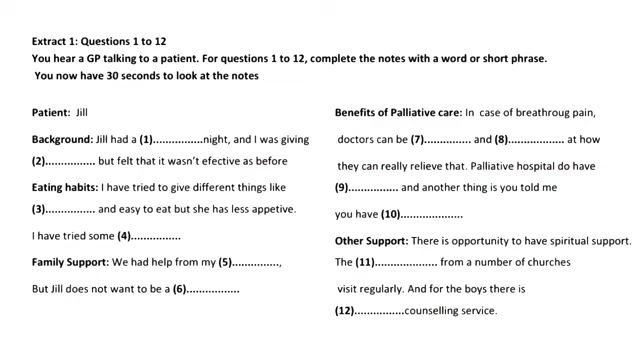 Extract 1: Questions 1 to 12
You hear a GP talking to a patient. For questions 1 to 12, complete the notes with a word or short phrase.
You now have 30 seconds to look at the notes
Patient: Jill
Background: Jill had a (1)................night, and I was giving
(2)................ but felt that it wasn't efective as before
Eating habits: I have tried to give different things like
(3)................ and easy to eat but she has less appetive.
I have tried some (4)................
Family Support: We had help from my (5)...............,
But Jill does not want to be a (6).................
Benefits of Palliative care: In case of breathroug pain,
doctors can be (7)............... and (8).................. at how
they can really relieve that. Palliative hospital do have
(9)................ and another thing is you told me
you have (10)....................
Other Support: There is opportunity to have spiritual support.
The (11).................... from a number of churches
visit regularly. And for the boys there is
(12)................counselling service.